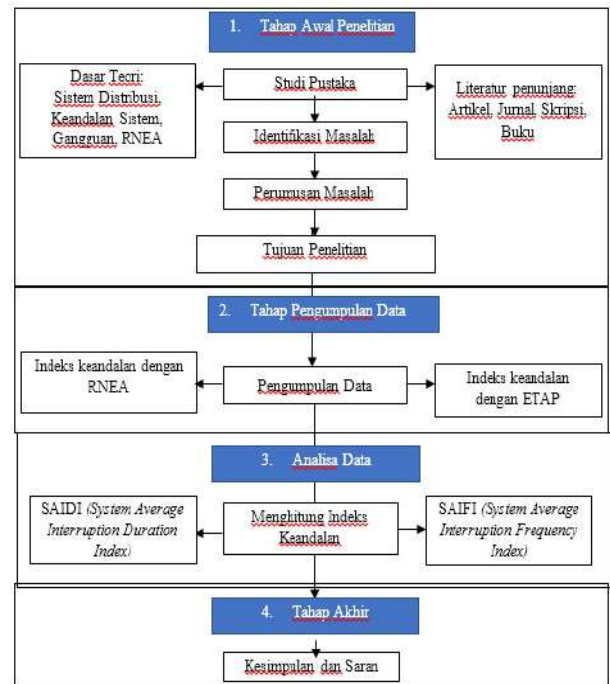 1. Tahap Awal Penelitian
Dasar Teori:
Sistem Distribusi,
Keandalan Sistem,
Gangguan, RNEA
Studi Pustaka
Literatur penunjang:
Artikel, Jurnal, Skripsi,
Buku
Identifikasi Masalah
Perumusan Masalah
Tujuan Penelitian
2. Tahap Pengumpulan Data
Indeks keandalan dengan
RNEA
Pengumpulan Data
Indeks keandalan
dengan ETAP
3. Analisa Data
SAIDI (System Average
Interruption Duration
Index)
Menghitung Indeks
Keandalan
SAIFI (System Average
Interruption Frequency
Index)
4. Tahap Akhir
Kesimpulan dan Saran